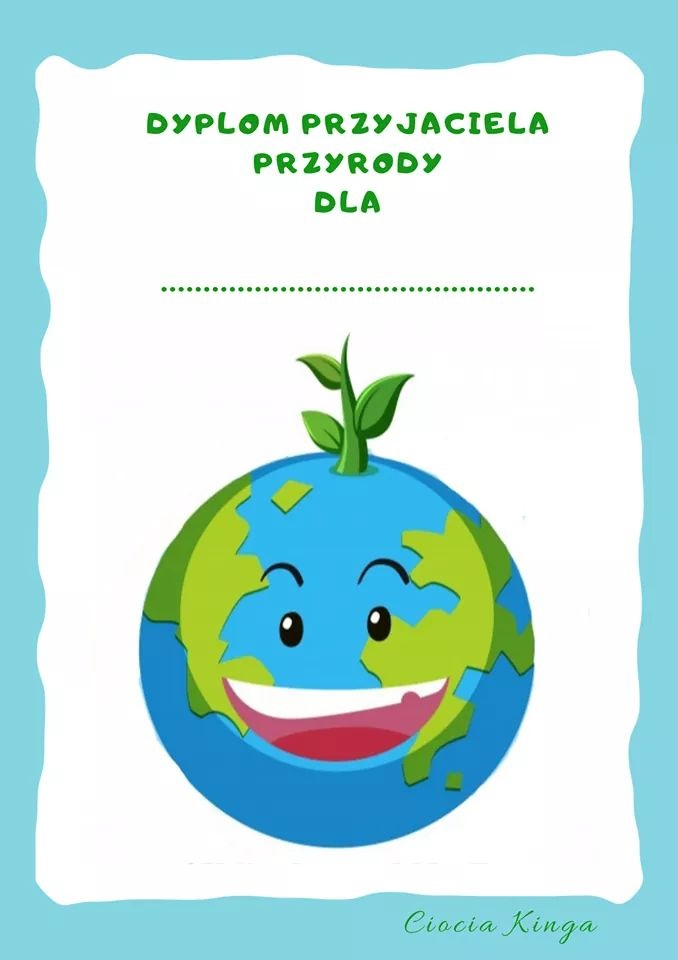 DYPLOM PRZYJACIELA
PRZYRODY
DLA
............................................
Ciocia Kinga